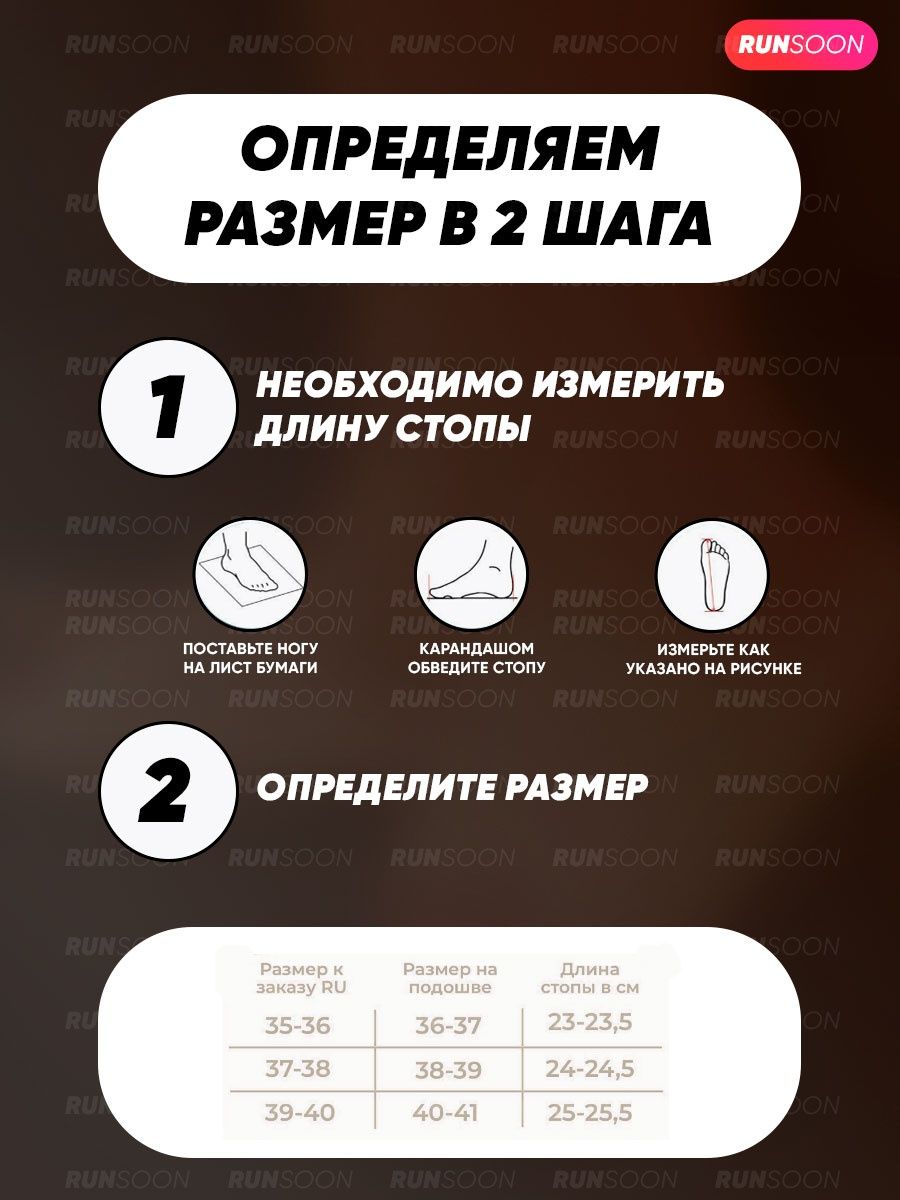 RUNSOON
ОПРЕДЕЛЯЕМ
РАЗМЕР В 2 ШАГА
1
НЕОБХОДИМО ИЗМЕРИТЬ
ДЛИНУ СТОПЫ
ПОСТАВЬТЕ НОГУ
НА ЛИСТ БУМАГИ
КАРАНДАШОМ
ОБВЕДИТЕ СТОПУ
ИЗМЕРЬТЕ КАК
УКАЗАНО НА РИСУНКЕ
2
ОПРЕДЕЛИТЕ РАЗМЕР
Размер к заказу RU Размер на подошве Длина стопы в см
35-36 36-37 23-23,5
37-38 38-39 24-24,5
39-40 40-41 25-25,5